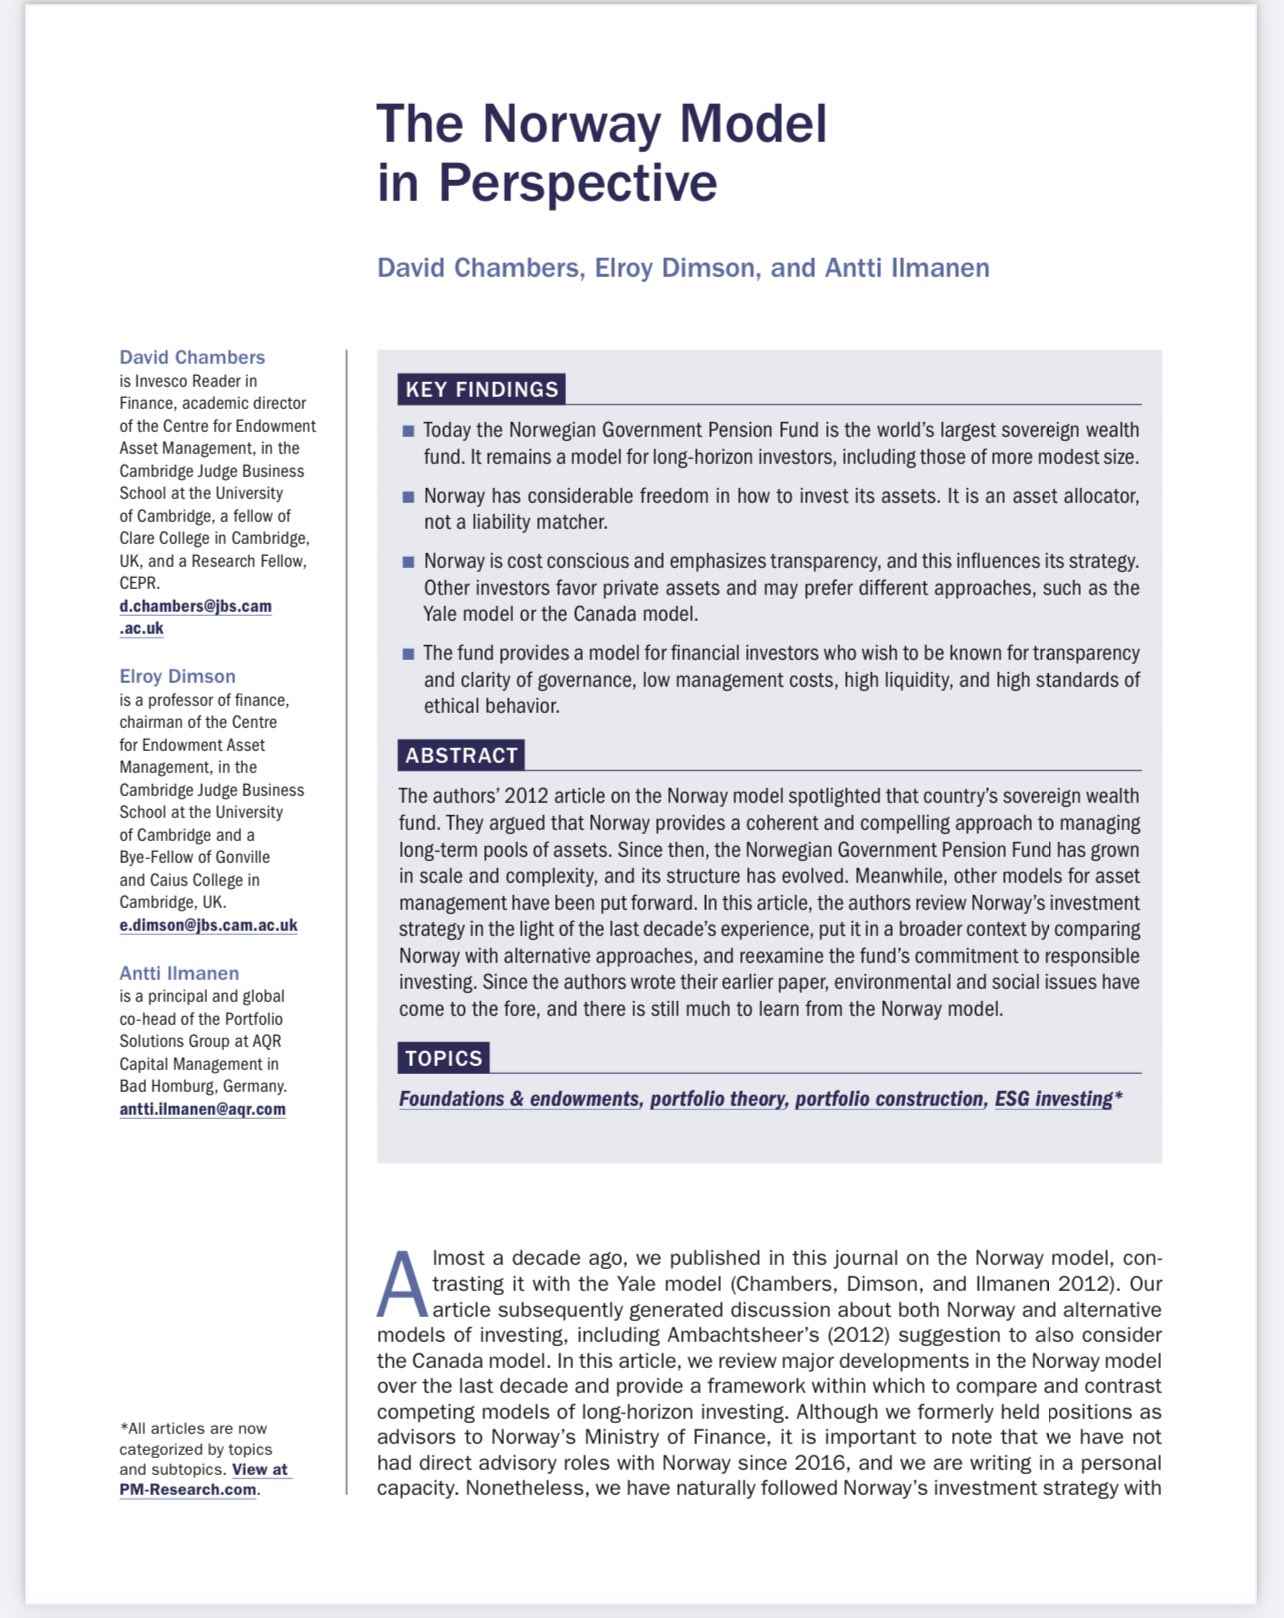 The Norway Model
in Perspective
David Chambers, Elroy Dimson, and Antti Ilmanen
David Chambers
is Invesco Reader in
Finance, academic director
of the Centre for Endowment
Asset Management, in the
Cambridge Judge Business
School at the University
of Cambridge, a fellow of
Clare College in Cambridge,
UK, and a Research Fellow,
CEPR.
d.chambers@jbs.cam
.ac.uk
Elroy Dimson
is a professor of finance,
chairman of the Centre
for Endowment Asset
Management, in the
Cambridge Judge Business
School at the University
of Cambridge and a
Bye-Fellow of Gonville
and Caius College in
Cambridge, UK.
e.dimson@jbs.cam.ac.uk
Antti Ilmanen
is a principal and global
co-head of the Portfolio
Solutions Group at AQR
Capital Management in
Bad Homburg, Germany.
antti.ilmanen@aqr.com
*All articles are now
categorized by topics
and subtopics. View at
PM-Research.com.
KEY FINDINGS
■ Today the Norwegian Government Pension Fund is the world's largest sovereign wealth
fund. It remains a model for long-horizon investors, including those of more modest size.
■ Norway has considerable freedom in how to invest its assets. It is an asset allocator,
not a liability matcher.
■ Norway is cost conscious and emphasizes transparency, and this influences its strategy.
Other investors favor private assets and may prefer different approaches, such as the
Yale model or the Canada model.
■ The fund provides a model for financial investors who wish to be known for transparency
and clarity of governance, low management costs, high liquidity, and high standards of
ethical behavior.
ABSTRACT
The authors' 2012 article on the Norway model spotlighted that country's sovereign wealth
fund. They argued that Norway provides a coherent and compelling approach to managing
long-term pools of assets. Since then, the Norwegian Government Pension Fund has grown
in scale and complexity, and its structure has evolved. Meanwhile, other models for asset
management have been put forward. In this article, the authors review Norway's investment
strategy in the light of the last decade's experience, put it in a broader context by comparing
Norway with alternative approaches, and reexamine the fund's commitment to responsible
investing. Since the authors wrote their earlier paper, environmental and social issues have
come to the fore, and there is still much to learn from the Norway model.
TOPICS
Foundations & endowments, portfolio theory, portfolio construction, ESG investing*
Almost a decade ago, we published in this journal on the Norway model, con-
trasting it with the Yale model (Chambers, Dimson, and Ilmanen 2012). Our
article subsequently generated discussion about both Norway and alternative
models of investing, including Ambachtsheer's (2012) suggestion to also consider
the Canada model. In this article, we review major developments in the Norway model
over the last decade and provide a framework within which to compare and contrast
competing models of long-horizon investing. Although we formerly held positions as
advisors to Norway's Ministry of Finance, it is important to note that we have not
had direct advisory roles with Norway since 2016, and we are writing in a personal
capacity. Nonetheless, we have naturally followed Norway's investment strategy with